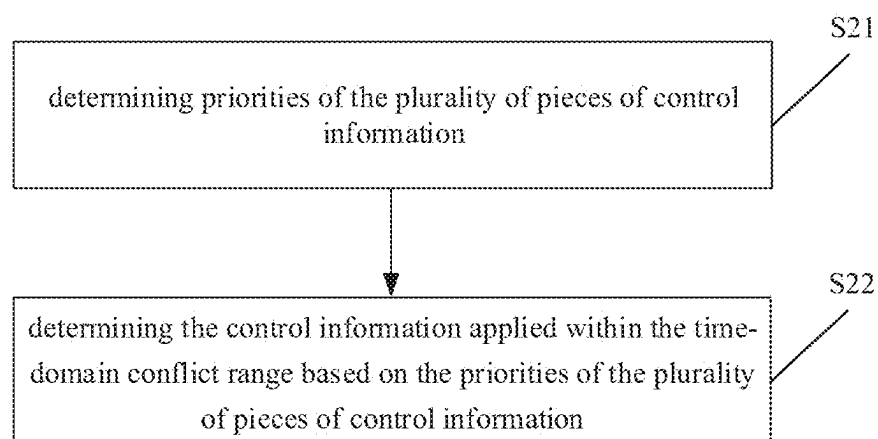 S21
determining priorities of the plurality of pieces of control
information
S22
determining the control information applied within the time-
domain conflict range based on the priorities of the plurality
of pieces of control information